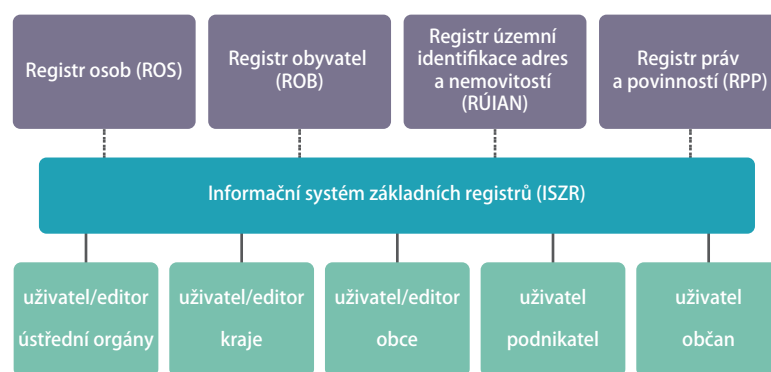 Registr osob (ROS)
Registr obyvatel
(ROB)
Registr územní
identifikace adres
a nemovitostí
(RÚIAN)
Registr práv
a povinností (RPP)
Informační systém základních registrů (ISZR)
uživatel/editor
ústřední orgány
uživatel/editor
kraje
uživatel/editor
obce
uživatel
podnikatel
uživatel
občan